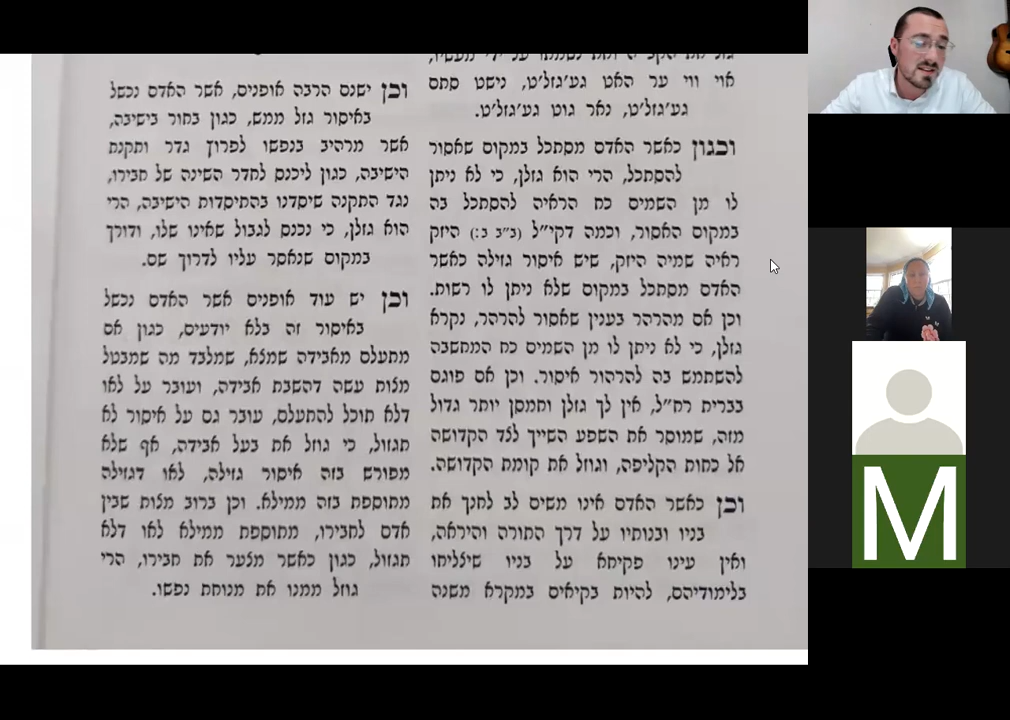 אוי ווי ער האט גע׳גזל׳ט, נישט סתם
גע׳גזל׳ט, נאר גוט גע׳גזל׳ט.
וכגון כאשר האדם מסתכל במקום שאסור
להסתכל, הרי הוא גזלן, כי לא ניתן
לו מן השמים כח הראיה להסתכל בה
במקום האסור, וכמה דקי״ל (ב״ב ב:) היזק
ראיה שמיה היזק, שיש איסור גזילה כאשר
האדם מסתכל במקום שלא ניתן לו רשות.
וכן אם מהרהר בענין שאסור להרהר, נקרא
גזלן, כי לא ניתן לו מן השמים כח המחשבה
להשתמש בה להרהור איסור. וכן אם פוגם
בברית רח״ל, אין לך גזלן וחמסן יותר גדול
מזה, שמוסר את השפע השייך לצד הקדושה
אל כחות הקליפה, וגוזל את קומת הקדושה.
וכן כאשר האדם אינו משים לב לחנך את
בניו ובנותיו על דרך התורה והיראה,
ואין עינו פקיחא על בניו שיצליחו
בלימודיהם, להיות בקיאים במקרא משנה
וכן ישנם הרבה אופנים, אשר האדם נכשל
באיסור גזל ממש, כגון בחור בישיבה,
אשר מרהיב בנפשו לפרוץ גדר ותקנת
הישיבה, כגון ליכנס לחדר השינה של חבירו,
נגד התקנה שיסדנו בהתיסדות הישיבה, הרי
הוא גזלן, כי נכנס לגבול שאינו שלו, ודורך
במקום שנאסר עליו לדרוך שם.
וכן יש עוד אופנים אשר האדם נכשל
באיסור זה בלא יודעים, כגון אם
מתעלם מאבידה שמצא, שמלבד מה שמבטל
מצות עשה דהשבת אבידה, ועובר על לאו
דלא תוכל להתעלם, עובר גם על איסור לא
תגזול, כי גוזל את בעל אבידה, אף שלא
מפורש בזה איסור גזילה, לאו דגזילה
מתוספת בזה ממילא. וכן ברוב מצות שבין
אדם לחבירו, מתוספת ממילא לאו דלא
תגזול, כגון כאשר מצער את חבירו, הרי
גוזל ממנו את מנוחת נפשו.
M